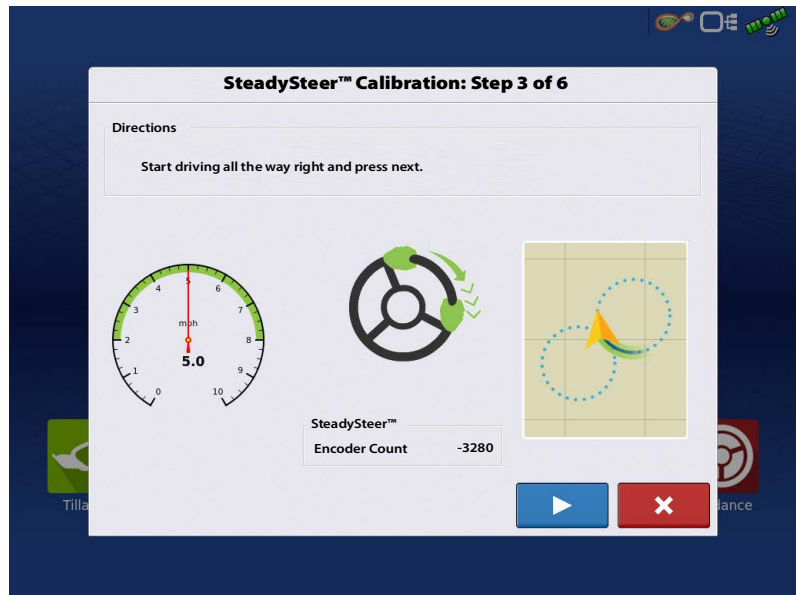 SteadySteer™ Calibration: Step 3 of 6
Directions
Start driving all the way right and press next.
0
1
2
3
4
5
6
7
8
9
10
mph
5.0
SteadySteer™
Encoder Count -3280
Tilla
dance